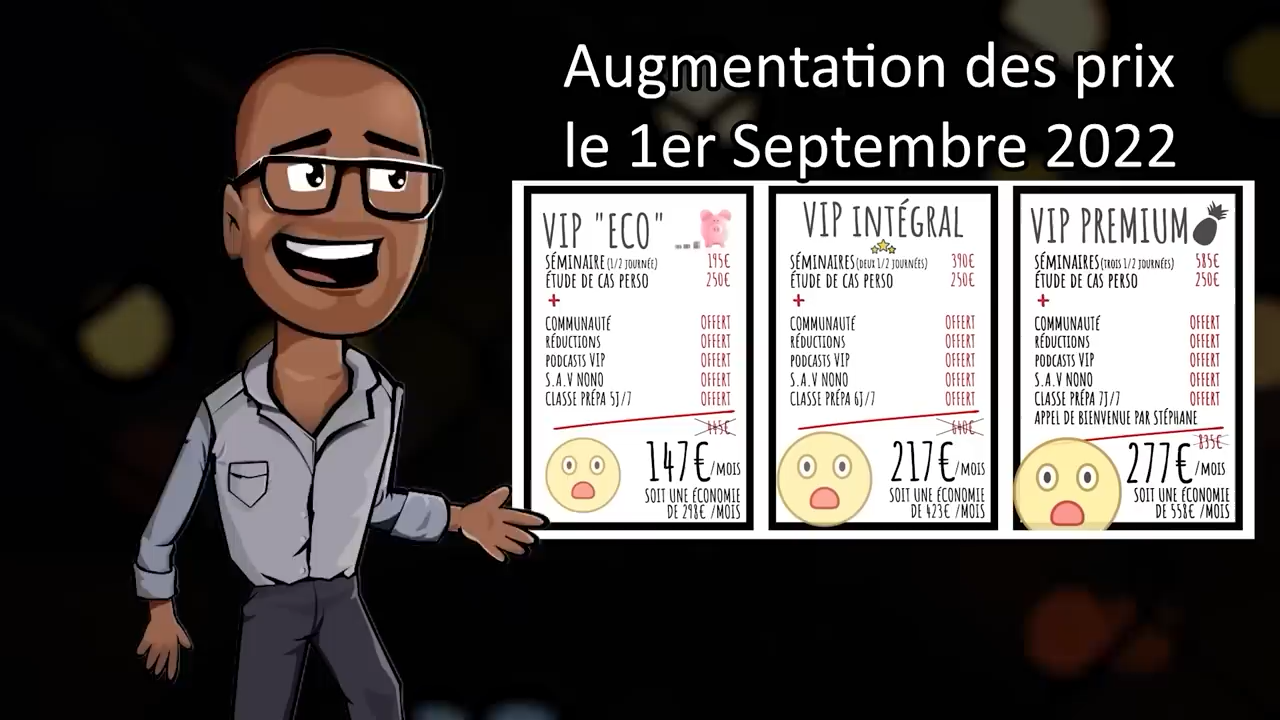 Augmentation des prix
le 1er Septembre 2022
VIP "ECO"
SÉMINAIRE (1/2 JOURNÉE) 195€
ÉTUDE DE CAS PERSO 250€
+
COMMUNAUTÉ OFFERT
RÉDUCTIONS OFFERT
PODCASTS VIP OFFERT
S.A.V NONO OFFERT
CLASSE PRÉPA 5J/7 OFFERT
445€
147€/MOIS
SOIT UNE ÉCONOMIE
DE 298€ /MOIS
VIP INTÉGRAL
SÉMINAIRES (DEUX 1/2 JOURNÉES) 390€
ÉTUDE DE CAS PERSO 250€
+
COMMUNAUTÉ OFFERT
RÉDUCTIONS OFFERT
PODCASTS VIP OFFERT
S.A.V NONO OFFERT
CLASSE PRÉPA 6J/7 OFFERT
640€
217€/MOIS
SOIT UNE ÉCONOMIE
DE 423€ /MOIS
VIP PREMIUM
SÉMINAIRES (TROIS 1/2 JOURNÉES) 585€
ÉTUDE DE CAS PERSO 250€
+
COMMUNAUTÉ OFFERT
RÉDUCTIONS OFFERT
PODCASTS VIP OFFERT
S.A.V NONO OFFERT
CLASSE PRÉPA 7J/7 OFFERT
APPEL DE BIENVENUE PAR STÉPHANE
835€
277€/MOIS
SOIT UNE ÉCONOMIE
DE 558€ /MOIS